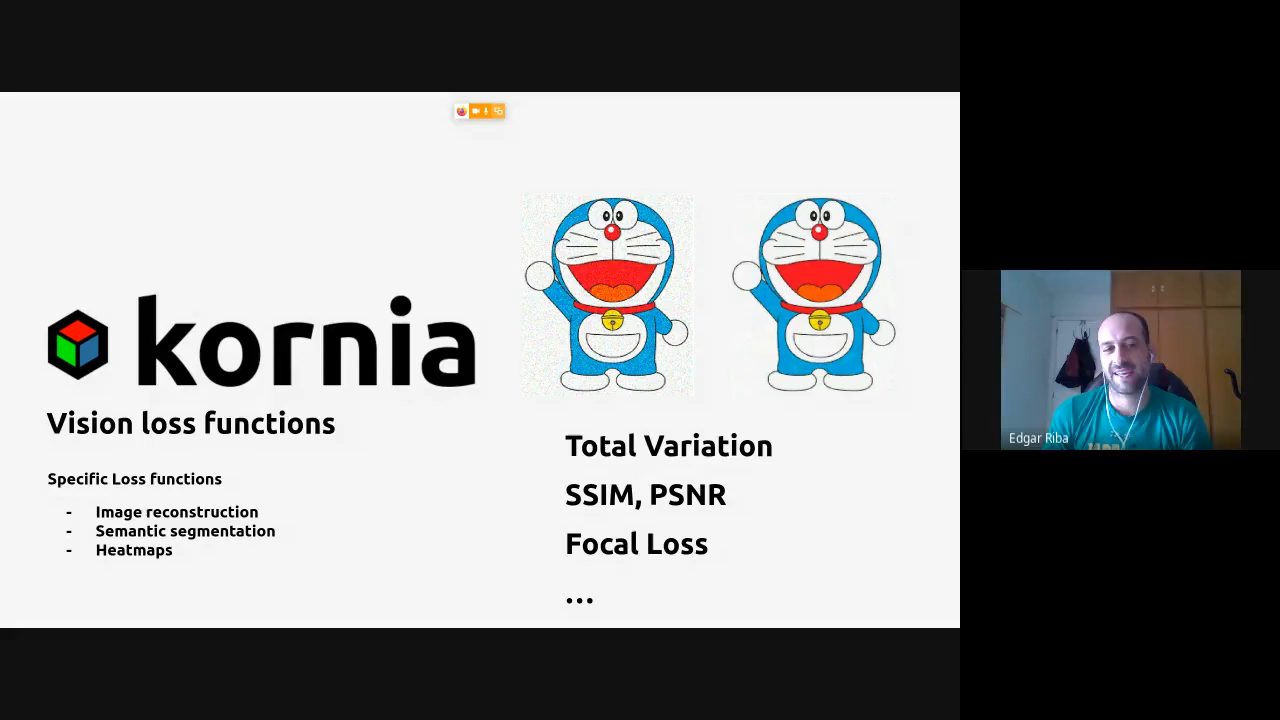 kornia
Vision loss functions
Specific Loss functions
- Image reconstruction
- Semantic segmentation
- Heatmaps
Total Variation
SSIM, PSNR
Focal Loss
...
Edgar Riba